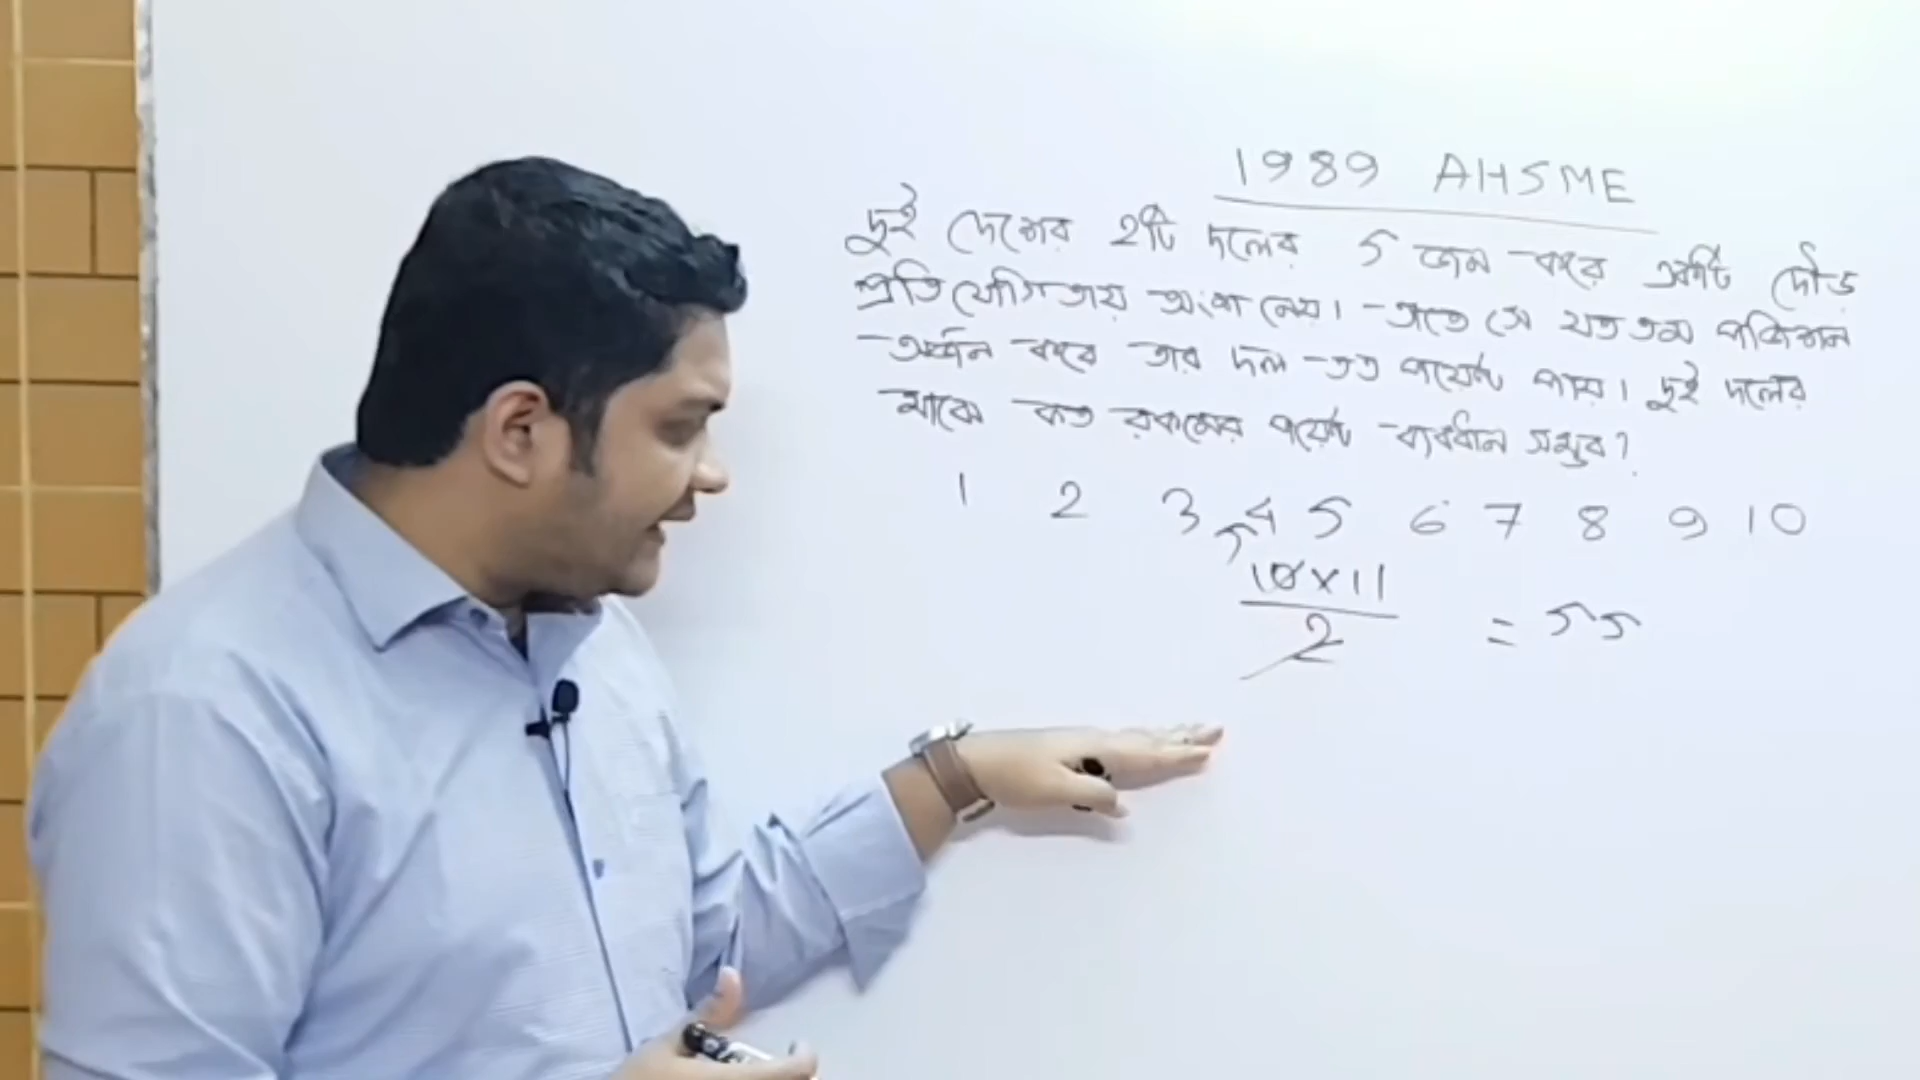 1989 AHSME
দুই দেশের ২টি দলের 5 জন করে একটি দৌড়
প্রতিযোগিতায় অংশ নেয়। তাতে যে যত তম পজিশন
অর্জন করে তার দল তত পয়েন্ট পায়। দুই দলের
মাঝে কত রকমের পয়েন্ট ব্যবধান সম্ভব?
1 2 3 4 5 6 7 8 9 10
5
10×11
2
= 55